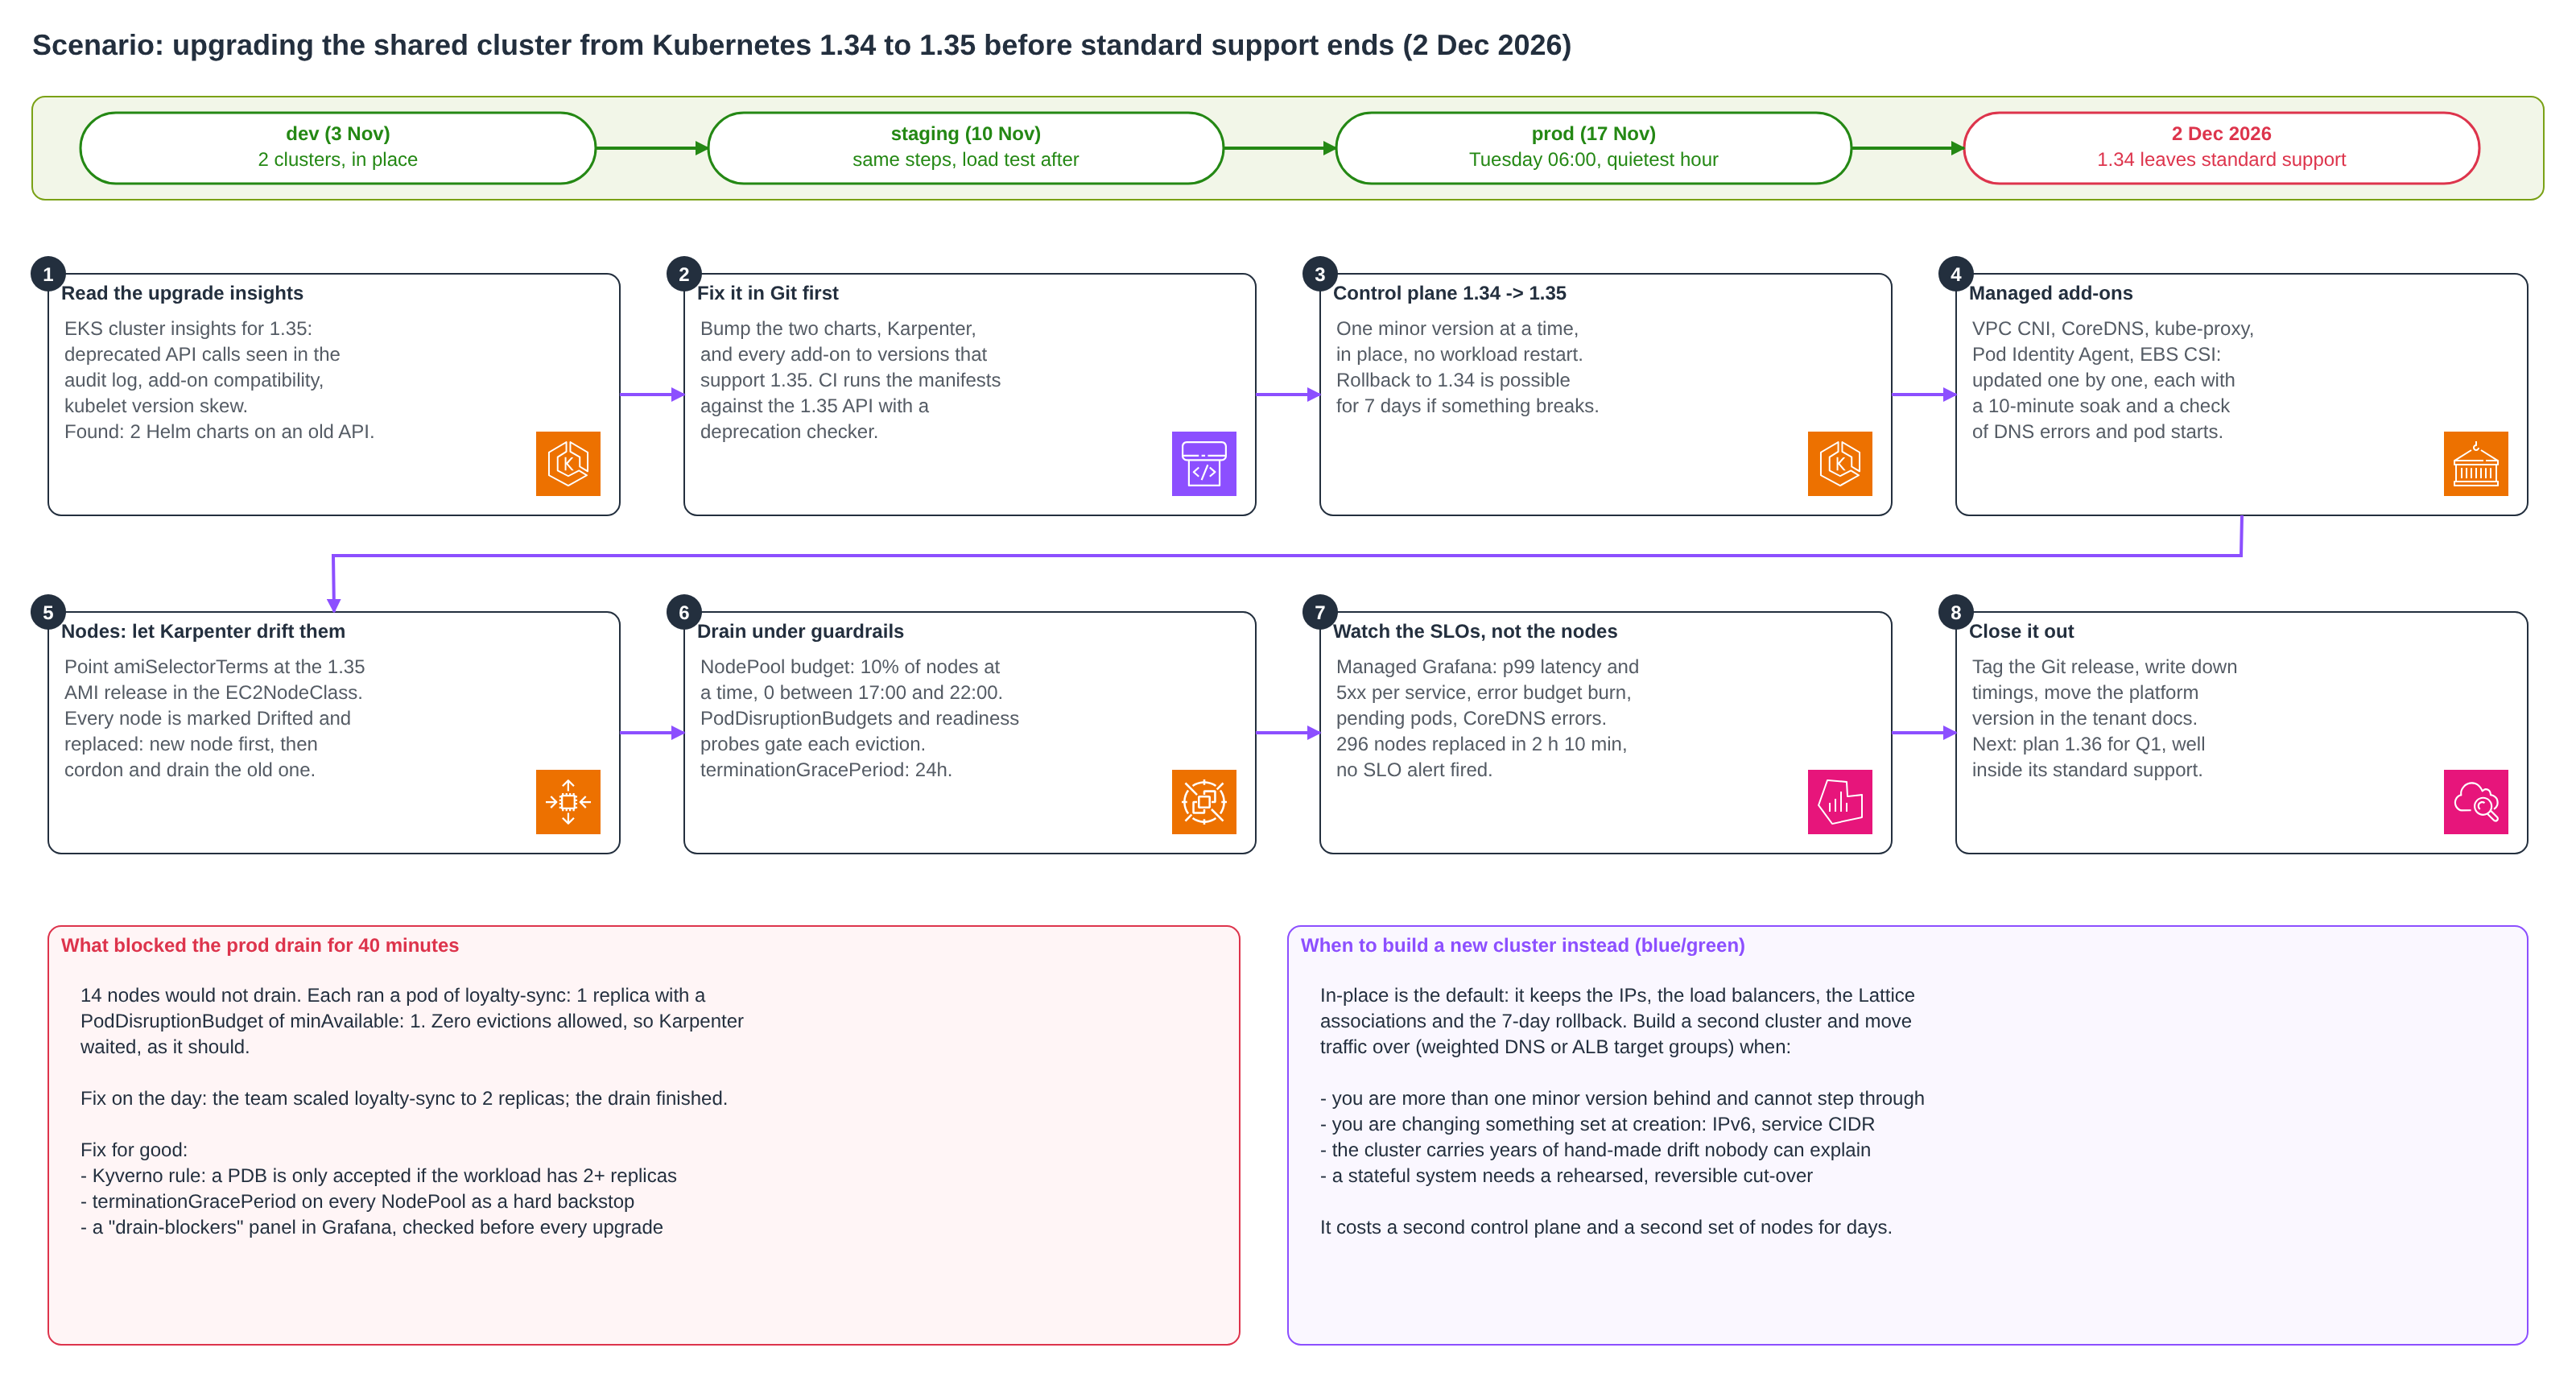 Scenario: upgrading the shared cluster from Kubernetes 1.34 to 1.35 before standard support ends (2 Dec 2026)
dev (3 Nov)
2 clusters, in place
staging (10 Nov)
same steps, load test after
prod (17 Nov)
Tuesday 06:00, quietest hour
2 Dec 2026
1.34 leaves standard support
1
Read the upgrade insights
EKS cluster insights for 1.35:
deprecated API calls seen in the
audit log, add-on compatibility,
kubelet version skew.
Found: 2 Helm charts on an old API.
2
Fix it in Git first
Bump the two charts, Karpenter,
and every add-on to versions that
support 1.35. CI runs the manifests
against the 1.35 API with a
deprecation checker.
3
Control plane 1.34 -> 1.35
One minor version at a time,
in place, no workload restart.
Rollback to 1.34 is possible
for 7 days if something breaks.
4
Managed add-ons
VPC CNI, CoreDNS, kube-proxy,
Pod Identity Agent, EBS CSI:
updated one by one, each with
a 10-minute soak and a check
of DNS errors and pod starts.
5
Nodes: let Karpenter drift them
Point amiSelectorTerms at the 1.35
AMI release in the EC2NodeClass.
Every node is marked Drifted and
replaced: new node first, then
cordon and drain the old one.
6
Drain under guardrails
NodePool budget: 10% of nodes at
a time, 0 between 17:00 and 22:00.
PodDisruptionBudgets and readiness
probes gate each eviction.
terminationGracePeriod: 24h.
7
Watch the SLOs, not the nodes
Managed Grafana: p99 latency and
5xx per service, error budget burn,
pending pods, CoreDNS errors.
296 nodes replaced in 2 h 10 min,
no SLO alert fired.
8
Close it out
Tag the Git release, write down
timings, move the platform
version in the tenant docs.
Next: plan 1.36 for Q1, well
inside its standard support.
What blocked the prod drain for 40 minutes
14 nodes would not drain. Each ran a pod of loyalty-sync: 1 replica with a
PodDisruptionBudget of minAvailable: 1. Zero evictions allowed, so Karpenter
waited, as it should.
Fix on the day: the team scaled loyalty-sync to 2 replicas; the drain finished.
Fix for good:
- Kyverno rule: a PDB is only accepted if the workload has 2+ replicas
- terminationGracePeriod on every NodePool as a hard backstop
- a "drain-blockers" panel in Grafana, checked before every upgrade
When to build a new cluster instead (blue/green)
In-place is the default: it keeps the IPs, the load balancers, the Lattice
associations and the 7-day rollback. Build a second cluster and move
traffic over (weighted DNS or ALB target groups) when:
- you are more than one minor version behind and cannot step through
- you are changing something set at creation: IPv6, service CIDR
- the cluster carries years of hand-made drift nobody can explain
- a stateful system needs a rehearsed, reversible cut-over
It costs a second control plane and a second set of nodes for days.